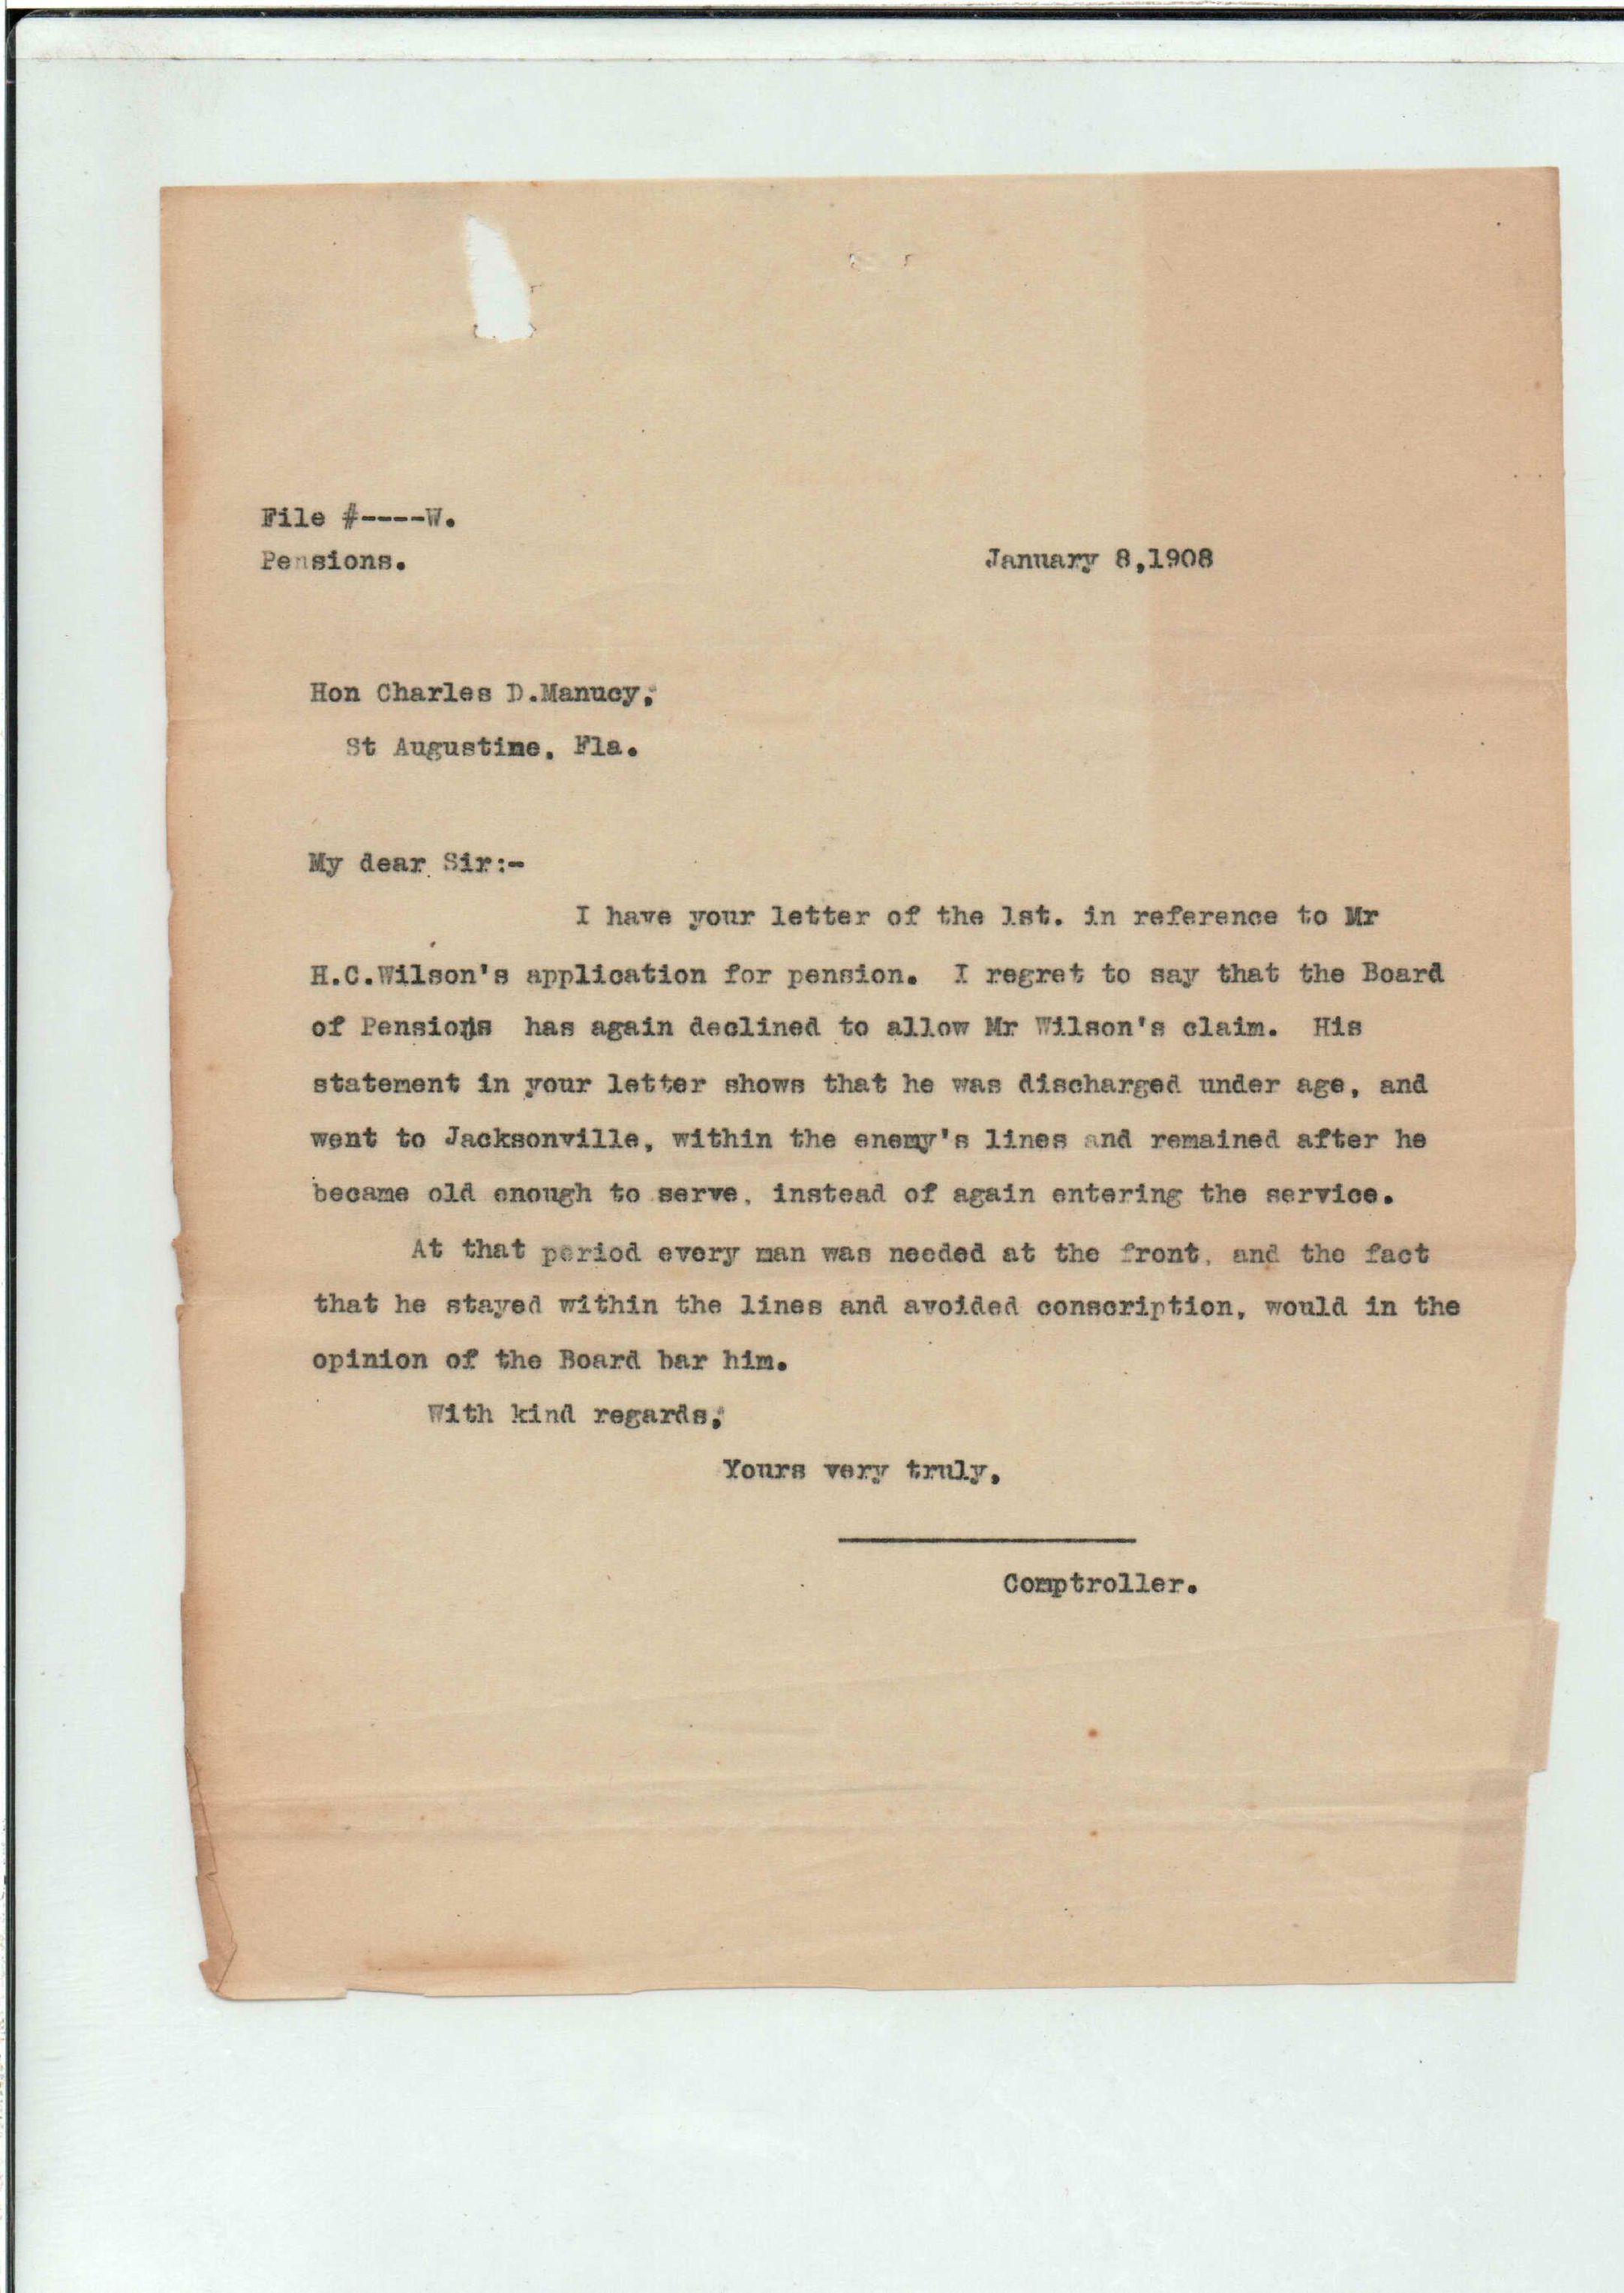 File #----W.
Pensions.
January 8,1908
Hon Charles D.Manucy,
St Augustine, Fla.
My dear Sir:-
I have your letter of the 1st. in reference to Mr
H.C.Wilson's application for pension. I regret to say that the Board
of Pensions has again declined to allow Mr Wilson's claim. His
statement in your letter shows that he was discharged under age, and
went to Jacksonville, within the enemy's lines and remained after he
became old enough to serve, instead of again entering the service.
At that period every man was needed at the front, and the fact
that he stayed within the lines and avoided conscription, would in the
opinion of the Board bar him.
With kind regards,
Yours very truly,
Comptroller.